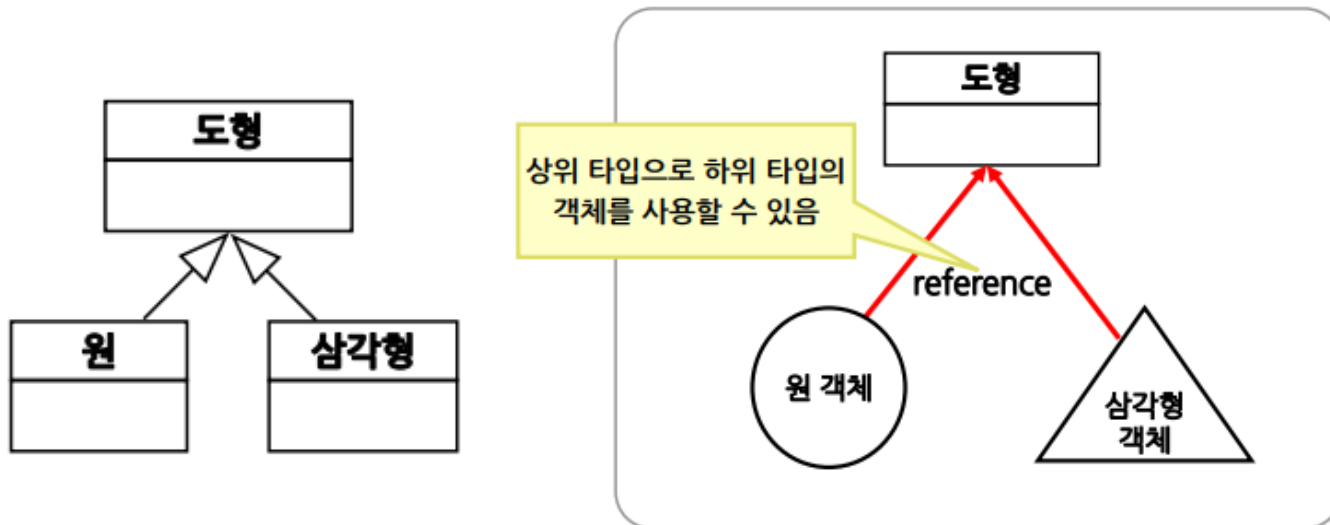 도형
원
삼각형
도형
상위 타입으로 하위 타입의
객체를 사용할 수 있음
reference
원 객체
삼각형
객체